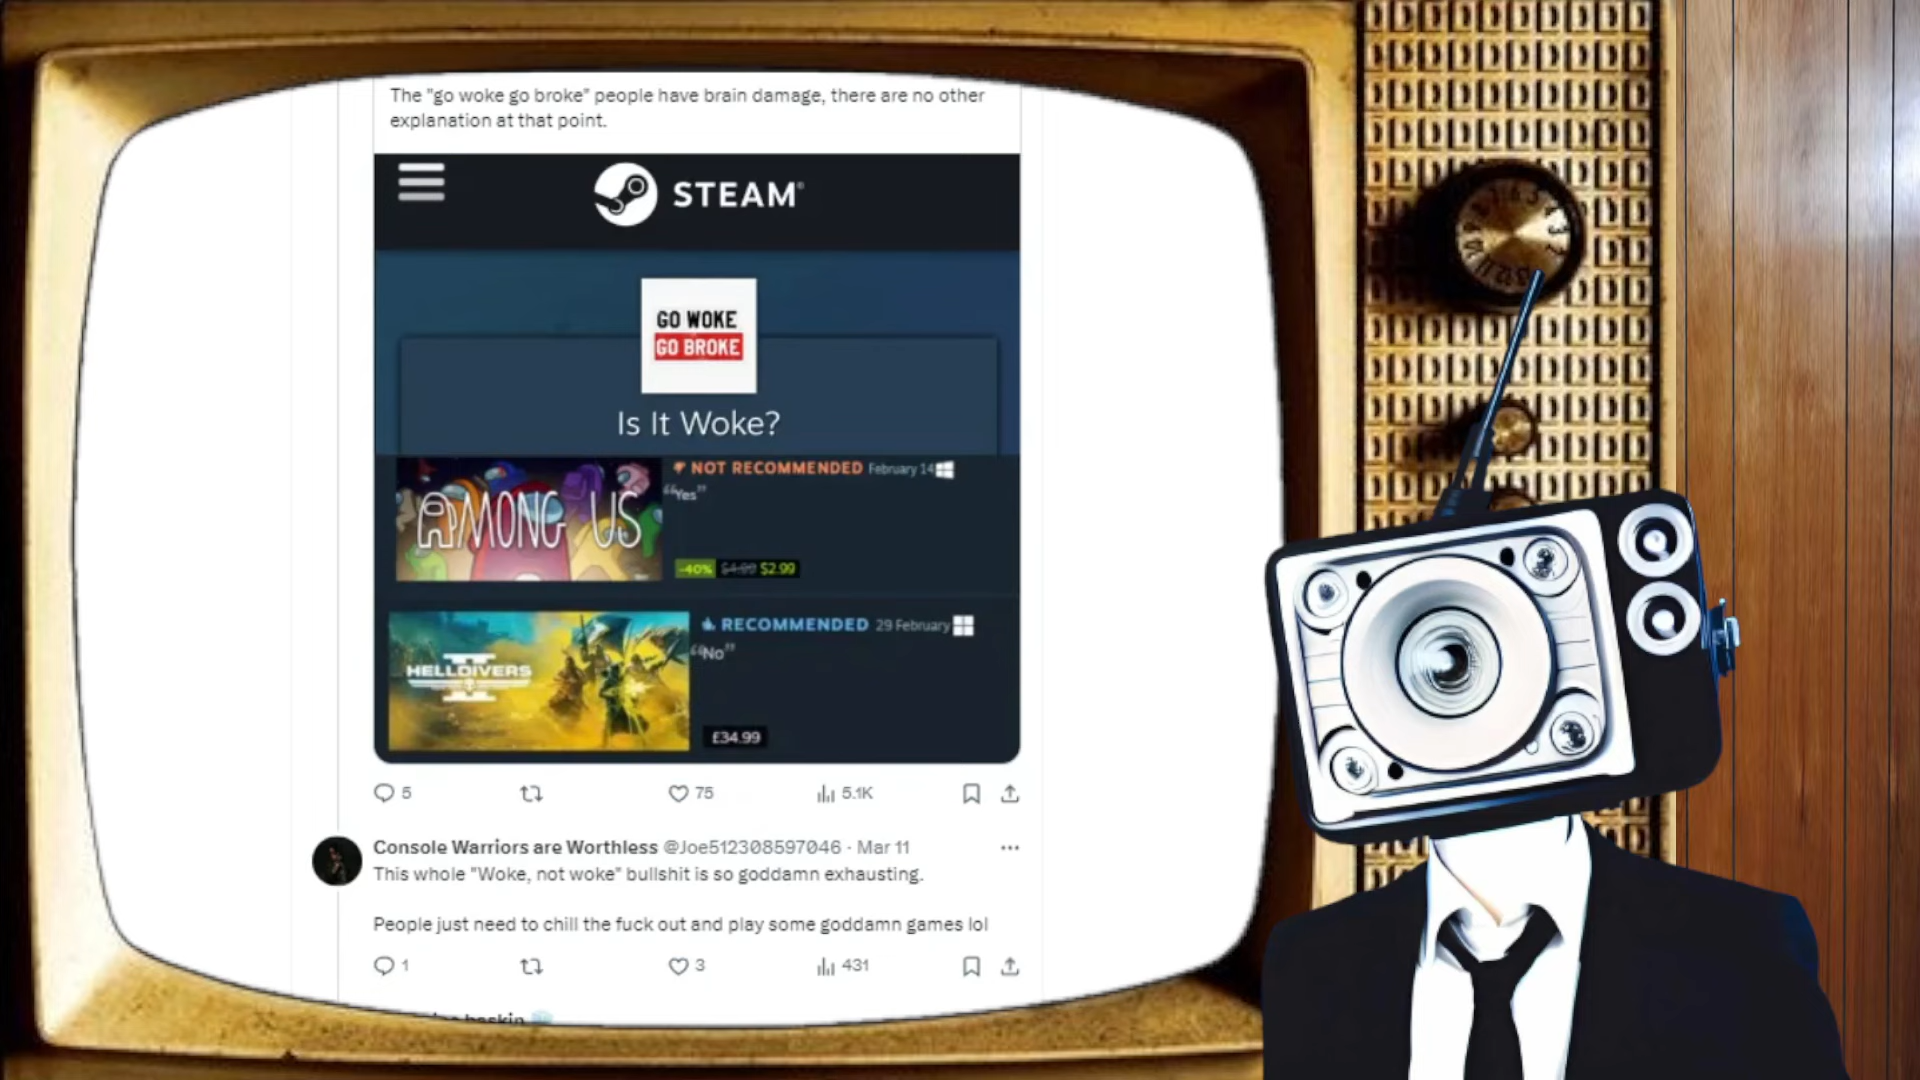 The "go woke go broke" people have brain damage, there are no other
explanation at that point.
STEAM®
GO WOKE
GO BROKE
Is It Woke?
AMONG US
NOT RECOMMENDED February 14
"Yes"
-40% $4.99 $2.99
HELLDIVERS
II
RECOMMENDED 29 February
"No"
£34.99
5 75 5.1K
Console Warriors are Worthless @Joe512308597046 · Mar 11
This whole "Woke, not woke" bullshit is so goddamn exhausting.
People just need to chill the fuck out and play some goddamn games lol
1 3 431